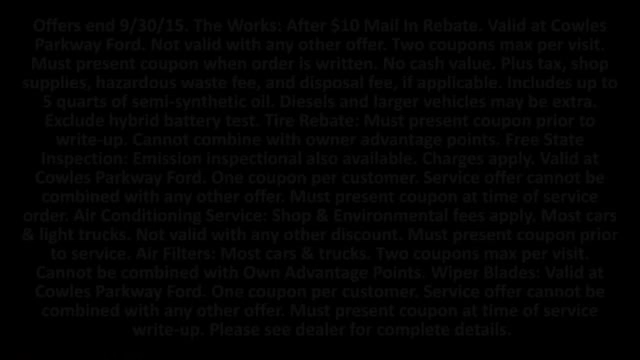 Offers end 9/30/15. The Works: After $10 Mail In Rebate. Valid at Cowles
Parkway Ford. Not valid with any other offer. Two coupons max per visit.
Must present coupon when order is written. No cash value. Plus tax, shop
supplies, hazardous waste fee, and disposal fee, if applicable. Includes up to
5 quarts of semi-synthetic oil. Diesels and larger vehicles may be extra.
Exclude hybrid battery test. Tire Rebate: Must present coupon prior to
write-up. Cannot combine with owner advantage points. Free State
Inspection: Emission inspectional also available. Charges apply. Valid at
Cowles Parkway Ford. One coupon per customer. Service offer cannot be
combined with any other offer. Must present coupon at time of service
order. Air Conditioning Service: Shop & Environmental fees apply. Most cars
& light trucks. Not valid with any other discount. Must present coupon prior
to service. Air Filters: Most cars & trucks. Two coupons max per visit.
Cannot be combined with Own Advantage Points. Wiper Blades: Valid at
Cowles Parkway Ford. One coupon per customer. Service offer cannot be
combined with any other offer. Must present coupon at time of service
write-up. Please see dealer for complete details.